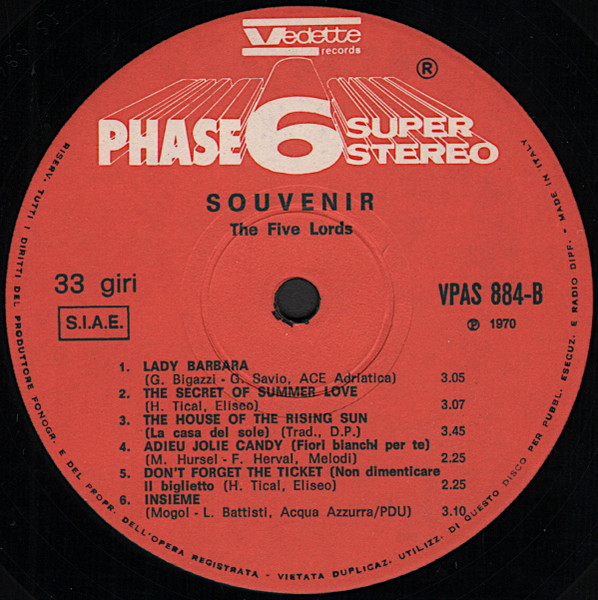 Vedette
records
®
PHASE 6 SUPER STEREO
SOUVENIR
The Five Lords
33 giri
VPAS 884-B
S.I.A.E.
℗ 1970
1. LADY BARBARA
(G. Bigazzi - G. Savio, ACE Adriatica) 3.05
2. THE SECRET OF SUMMER LOVE
(H. Tical, Eliseo) 3.07
3. THE HOUSE OF THE RISING SUN
(La casa del sole) (Trad., D.P.) 3.45
4. ADIEU JOLIE CANDY (Fiori bianchi per te)
(M. Hursel - F. Herval, Melodi) 2.25
5. DON'T FORGET THE TICKET (Non dimenticare
il biglietto (H. Tical, Eliseo) 2.25
6. INSIEME
(Mogol - L. Battisti, Acqua Azzurra/PDU) 3.10
RISERV. TUTTI I DIRITTI DEL PRODUTTORE FONOGR. E DEL PROPR. DELL'OPERA REGISTRATA - VIETATA DUPLICAZ. UTILIZZ. DI QUESTO DISCO PER PUBBL. ESECUZ. E RADIO DIFF. - MADE IN ITALY